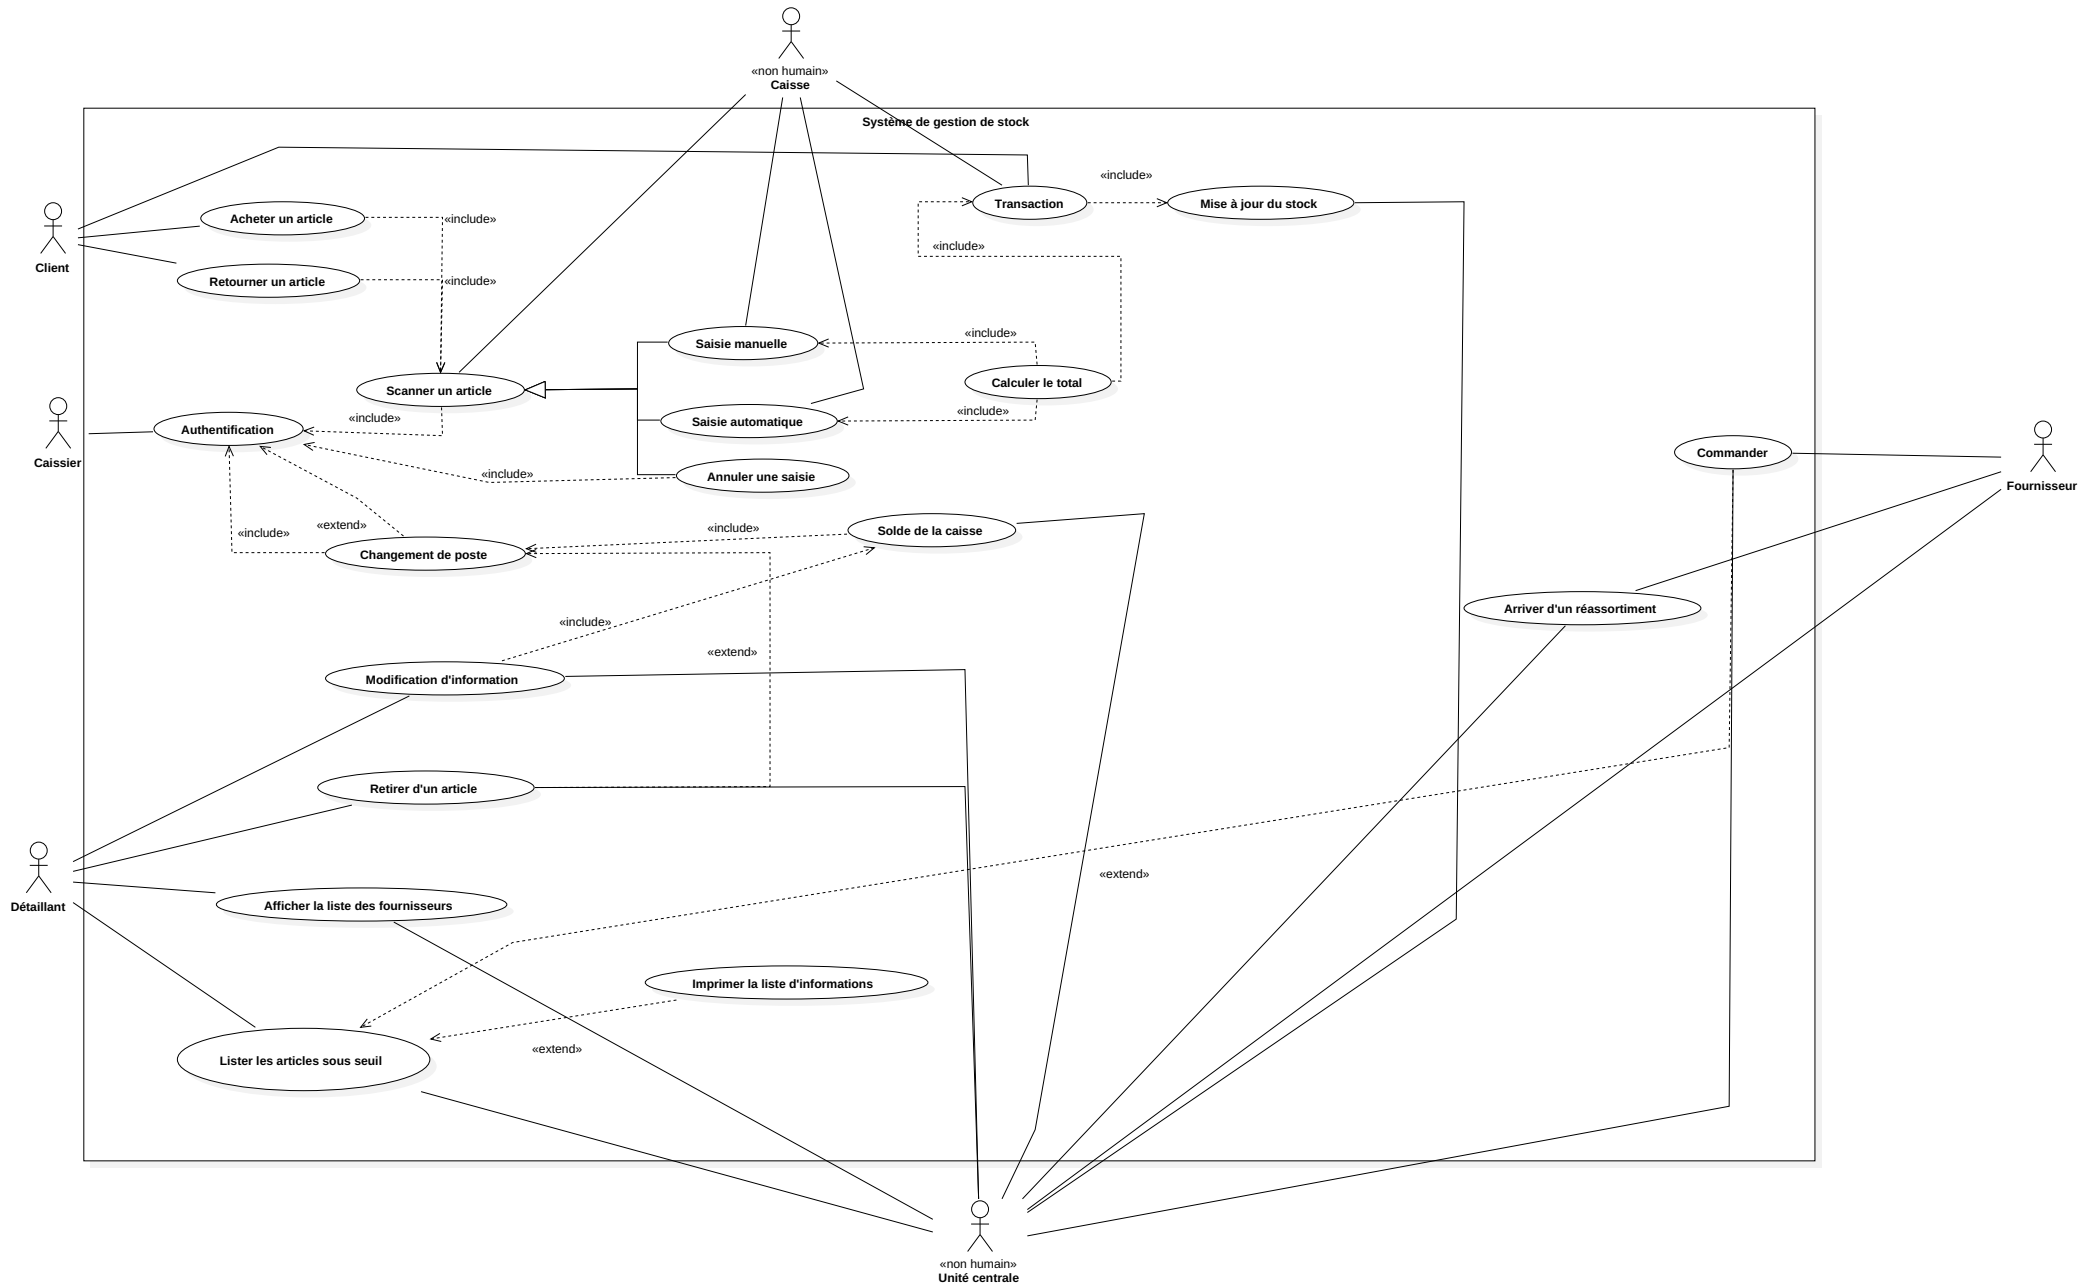 «non humain»
Caisse
Système de gestion de stock
«include»
Transaction
Mise à jour du stock
Acheter un article
«include»
«include»
Client
Retourner un article
«include»
«include»
Saisie manuelle
Calculer le total
Scanner un article
«include»
«include»
Saisie automatique
Authentification
Caissier
«include»
Annuler une saisie
Commander
Fournisseur
«extend»
«include»
«include»
Solde de la caisse
Changement de poste
Arriver d'un réassortiment
«include»
«extend»
Modification d'information
Retirer d'un article
«extend»
Détaillant
Afficher la liste des fournisseurs
Imprimer la liste d'informations
«extend»
Lister les articles sous seuil
«non humain»
Unité centrale